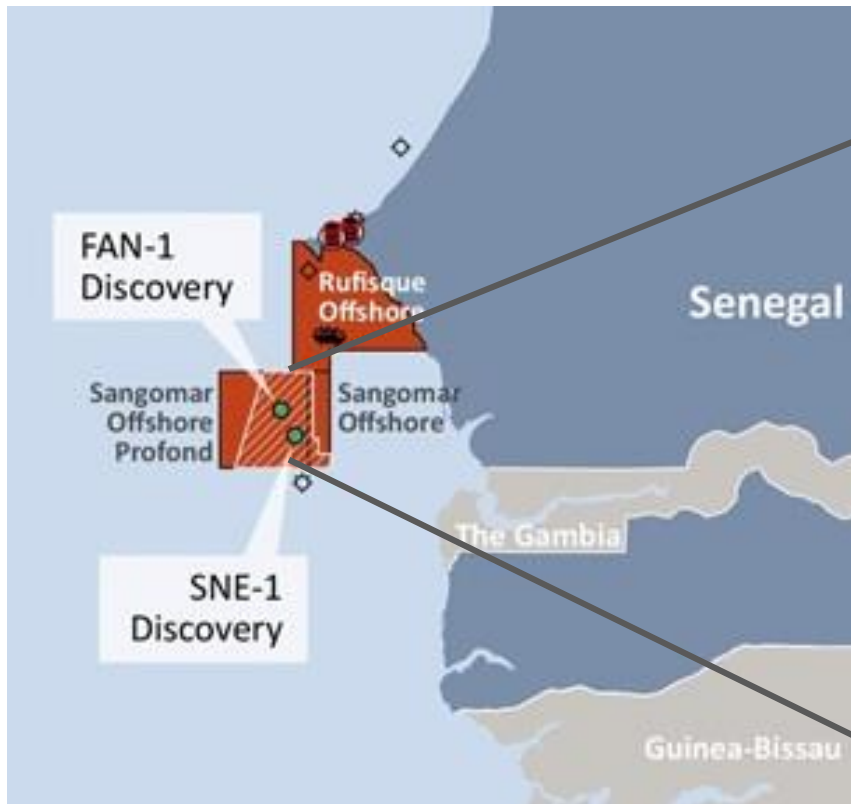 FAN-1
Discovery
Rufisque
Offshore
Senegal
Sangomar
Offshore
Profond
Sangomar
Offshore
The Gambia
SNE-1
Discovery
Guinea-Bissau